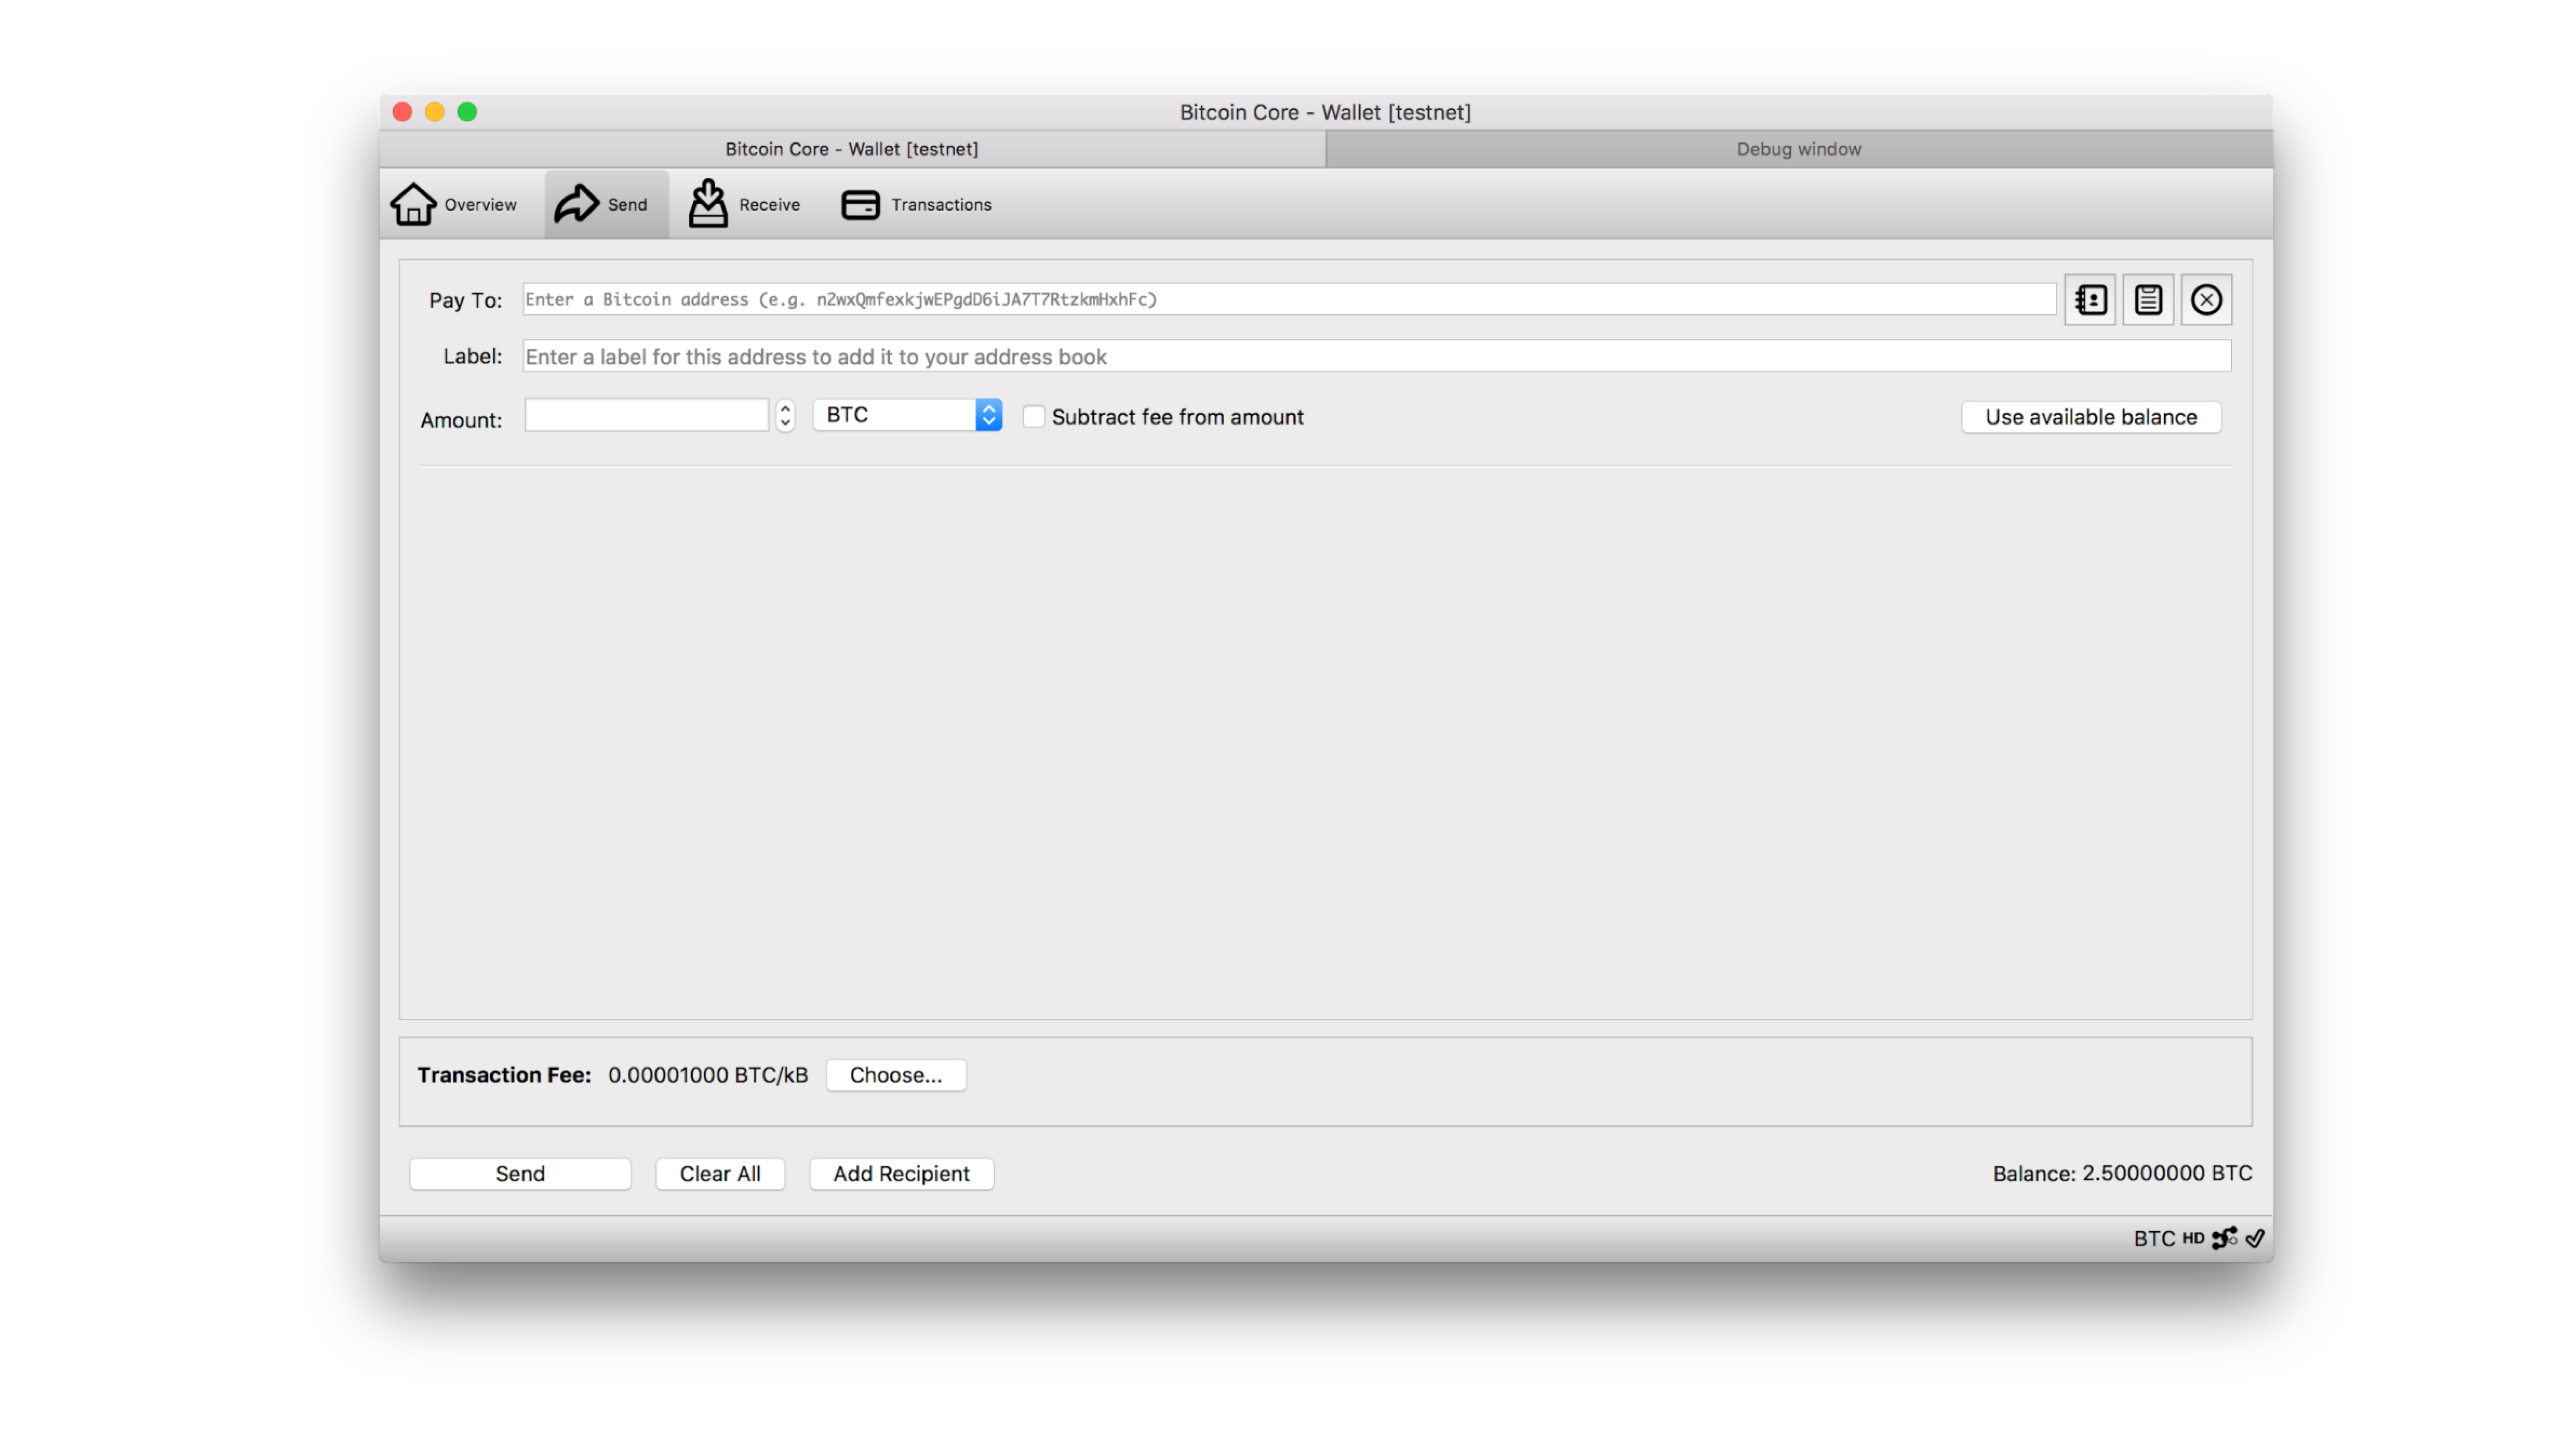 Bitcoin Core - Wallet [testnet]
Bitcoin Core - Wallet [testnet] Debug window
Overview Send Receive Transactions
Pay To: Enter a Bitcoin address (e.g. n2wxQmfexkjwEPgdD6iJA7T7RtzkmHxhFc)
Label: Enter a label for this address to add it to your address book
Amount: BTC Subtract fee from amount Use available balance
Transaction Fee: 0.00001000 BTC/kB Choose...
Send Clear All Add Recipient Balance: 2.50000000 BTC
BTC HD